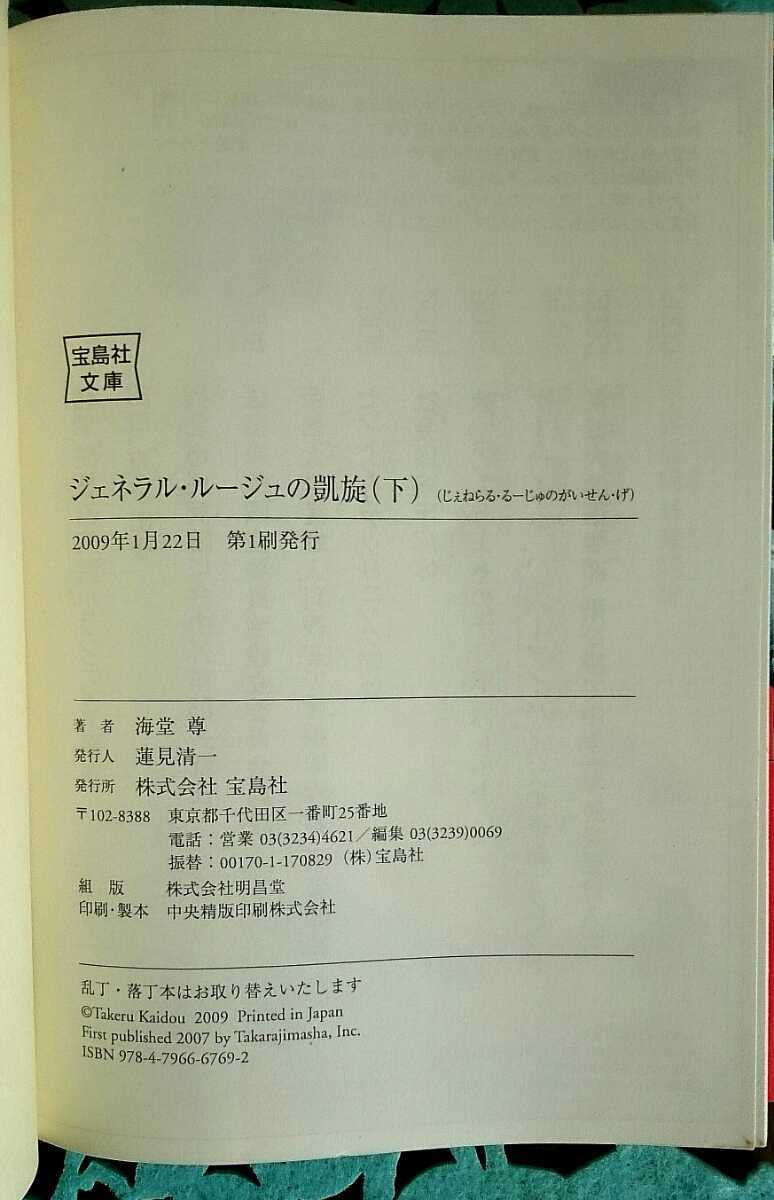 宝島社
文庫
ジェネラル・ルージュの凱旋(下) (じぇねらる・るーじゅのがいせん・げ)
2009年1月22日 第1刷発行
著 者 海堂 尊
発行人 蓮見清一
発行所 株式会社 宝島社
〒102-8388 東京都千代田区一番町25番地
電話:営業 03(3234)4621/編集 03(3239)0069
振替:00170-1-170829 (株)宝島社
組 版 株式会社明昌堂
印刷・製本 中央精版印刷株式会社
乱丁・落丁本はお取り替えいたします
©Takeru Kaidou 2009 Printed in Japan
First published 2007 by Takarajimasha, Inc.
ISBN 978-4-7966-6769-2